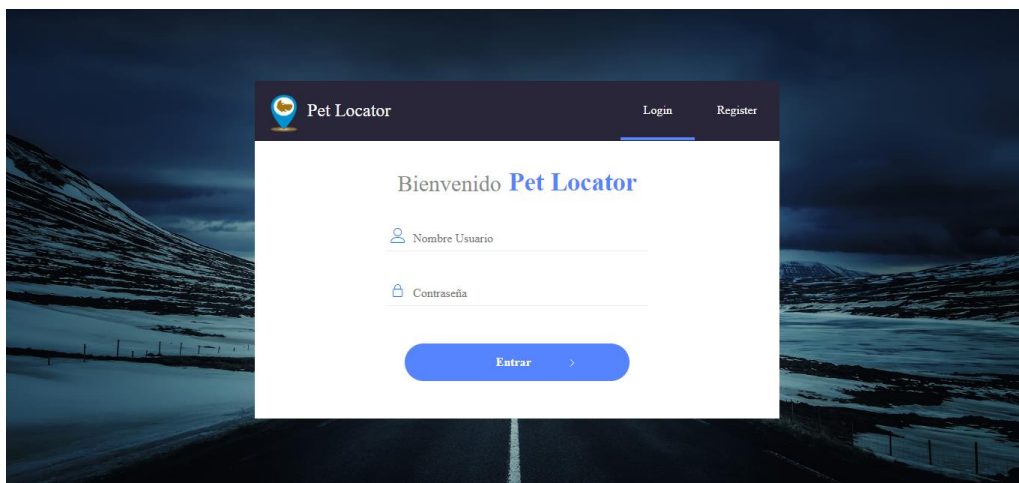 Pet Locator
Login
Register
Bienvenido Pet Locator
Nombre Usuario
Contraseña
Entrar